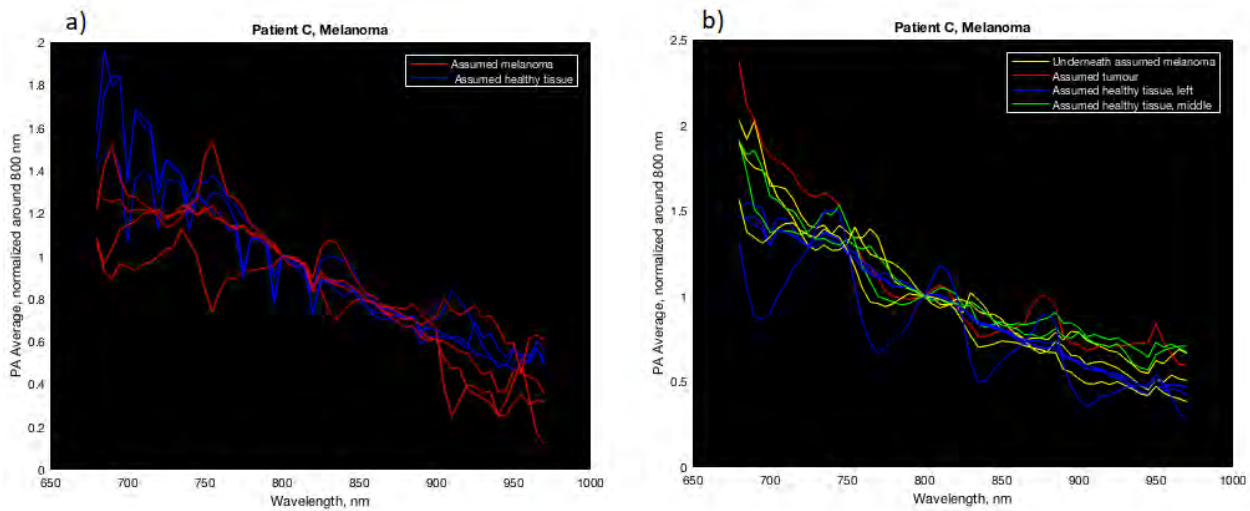 a)
Patient C, Melanoma
Assumed melanoma
Assumed healthy tissue
PA Average, normalized around 800 nm
2
1.8
1.6
1.4
1.2
1
0.8
0.6
0.4
0.2
0
650
700
750
800
850
900
950
1000
Wavelength, nm
b)
Patient C, Melanoma
Underneath assumed melanoma
Assumed tumour
Assumed healthy tissue, left
Assumed healthy tissue, middle
PA Average, normalized around 800 nm
2.5
2
1.5
1
0.5
0
650
700
750
800
850
900
950
1000
Wavelength, nm